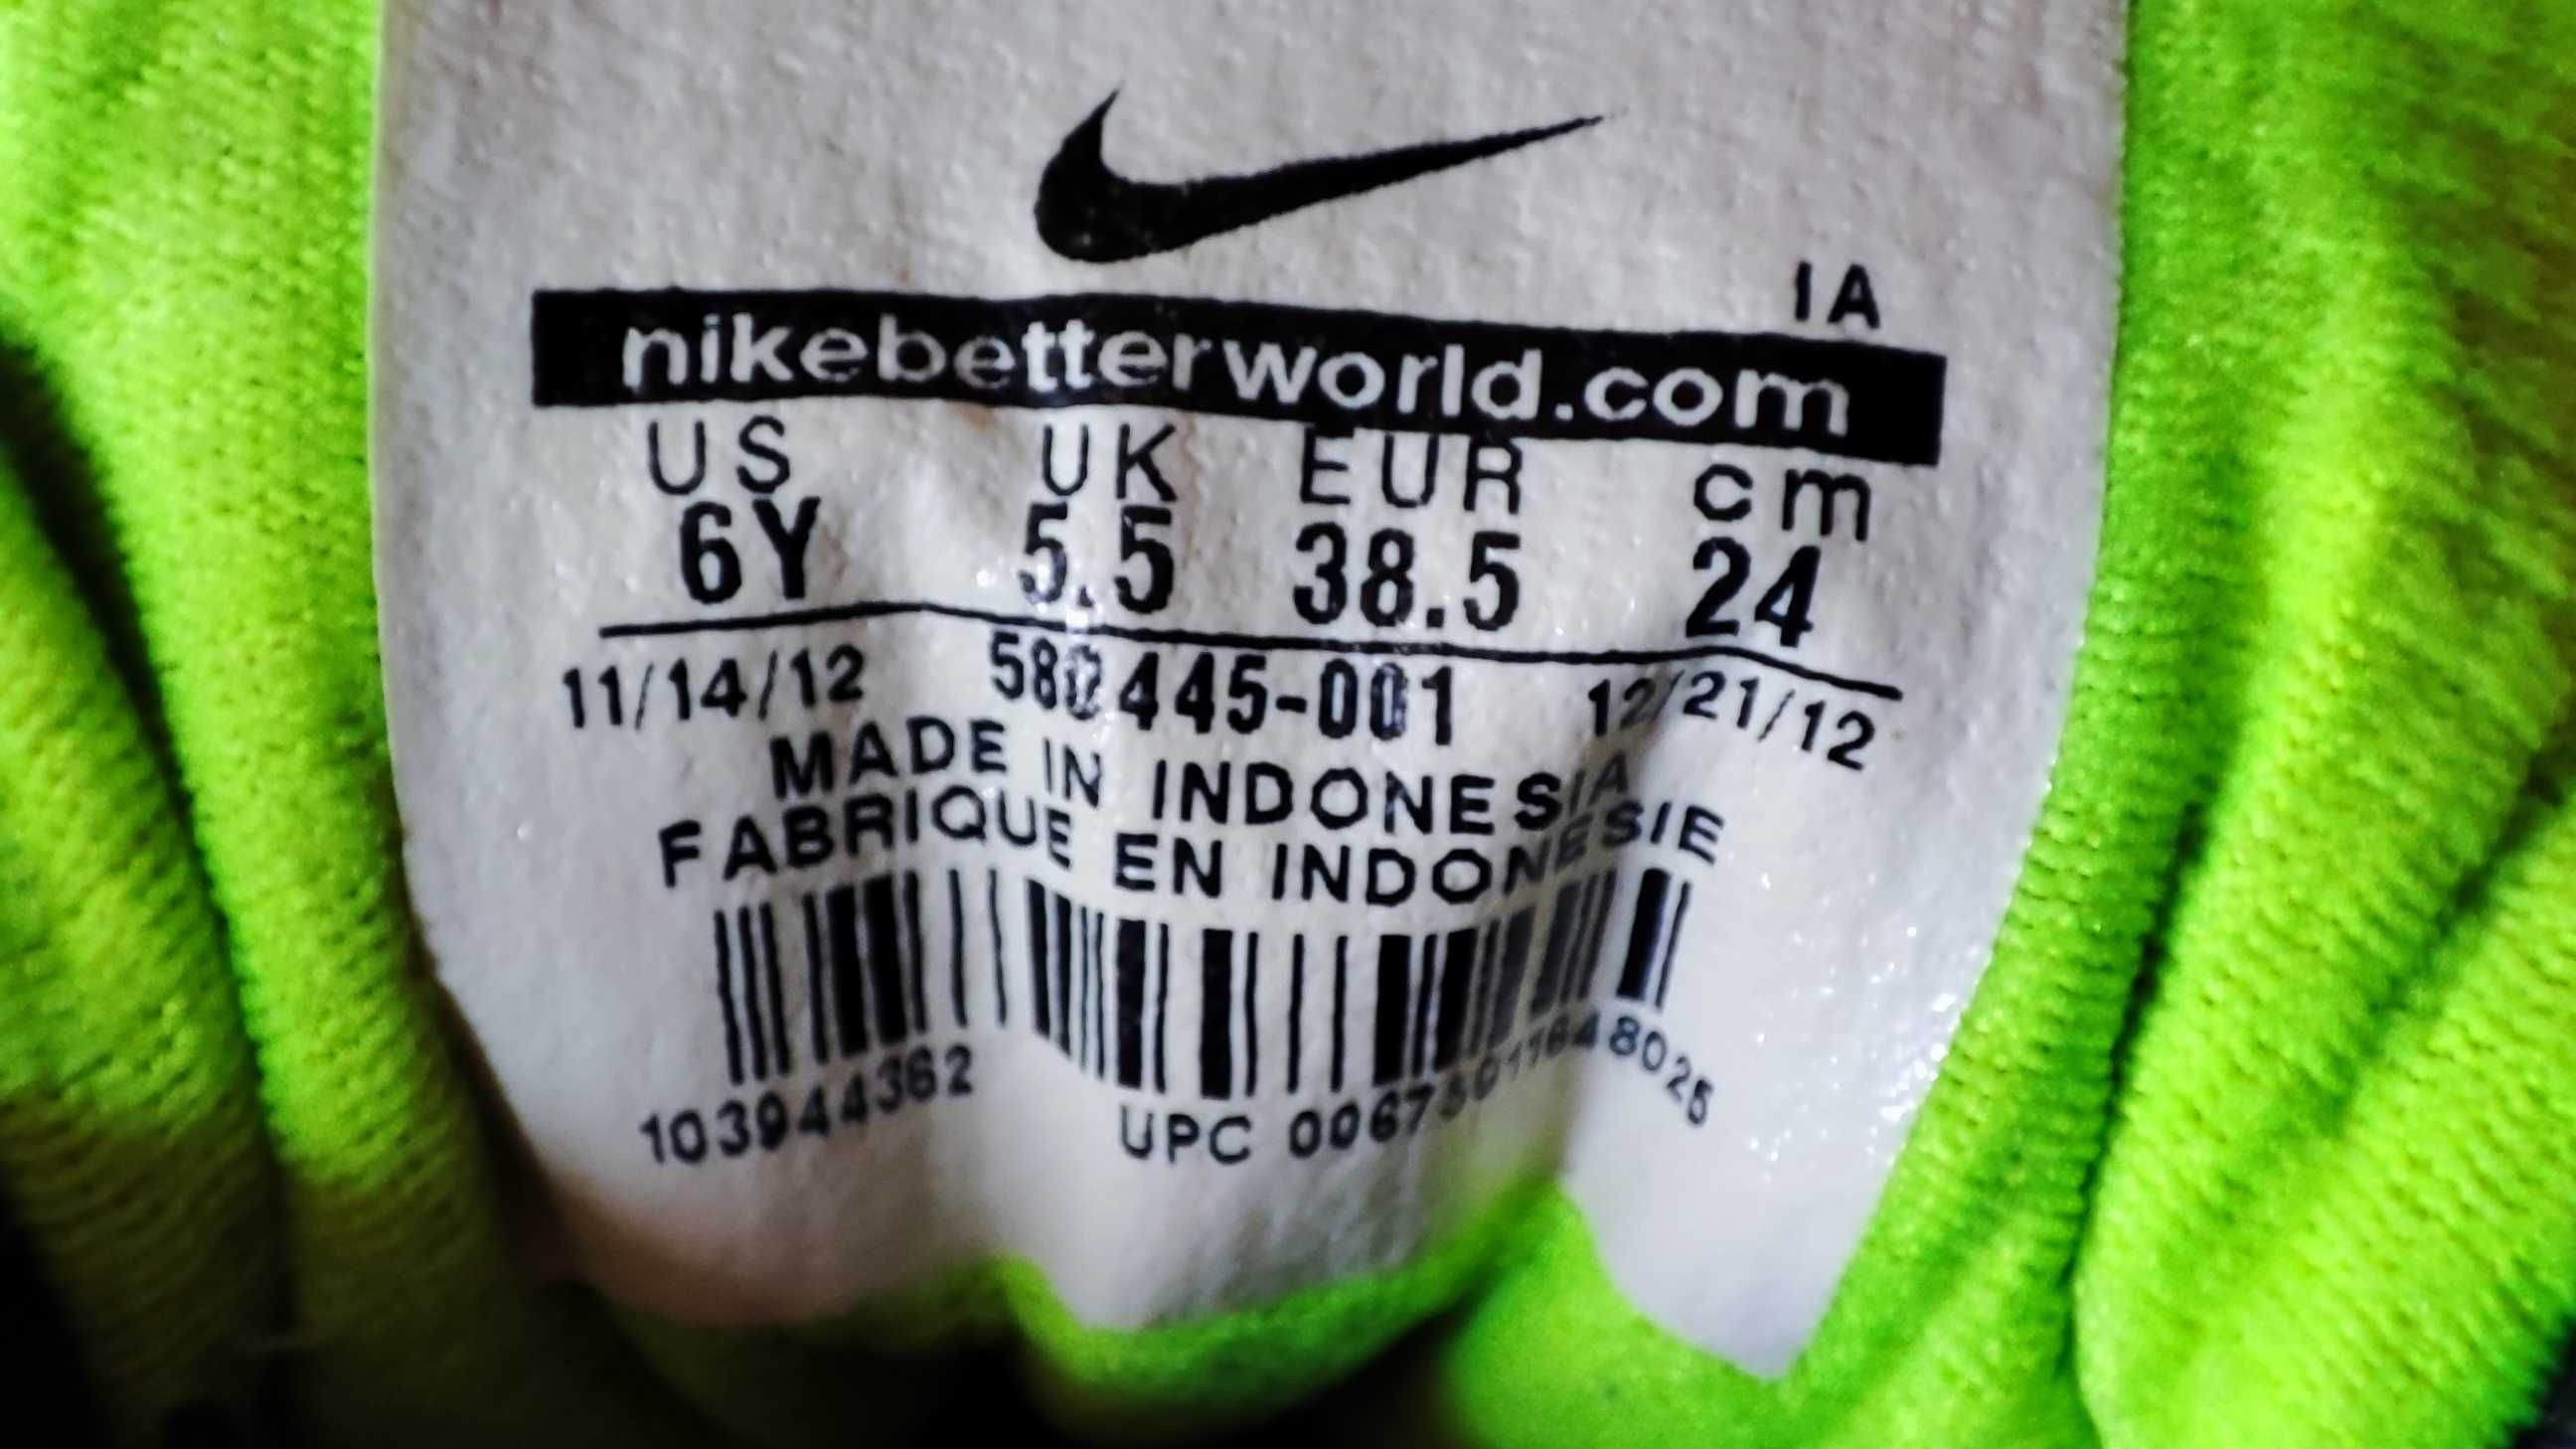 IA
nikebetterworld.com
US UK EUR cm
6Y 5.5 38.5 24
11/14/12 580445-001 12/21/12
MADE IN INDONESIA
FABRIQUE EN INDONESIE
103944362 UPC